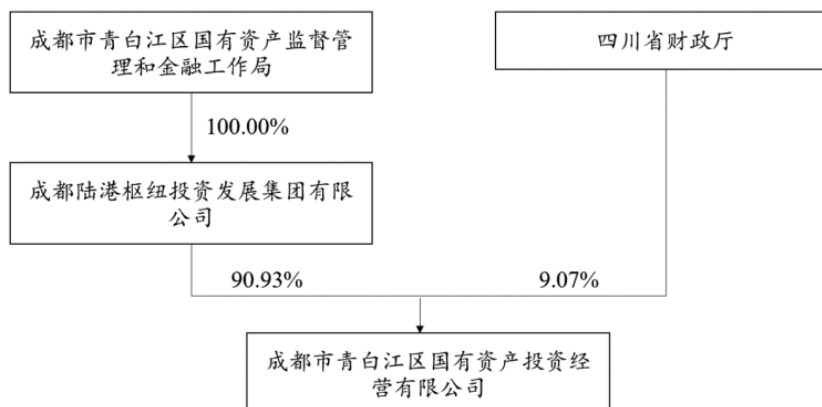 成都市青白江区国有资产监督管
理和金融工作局
四川省财政厅
100.00%
成都陆港枢纽投资发展集团有限
公司
90.93%
9.07%
成都市青白江区国有资产投资经
营有限公司